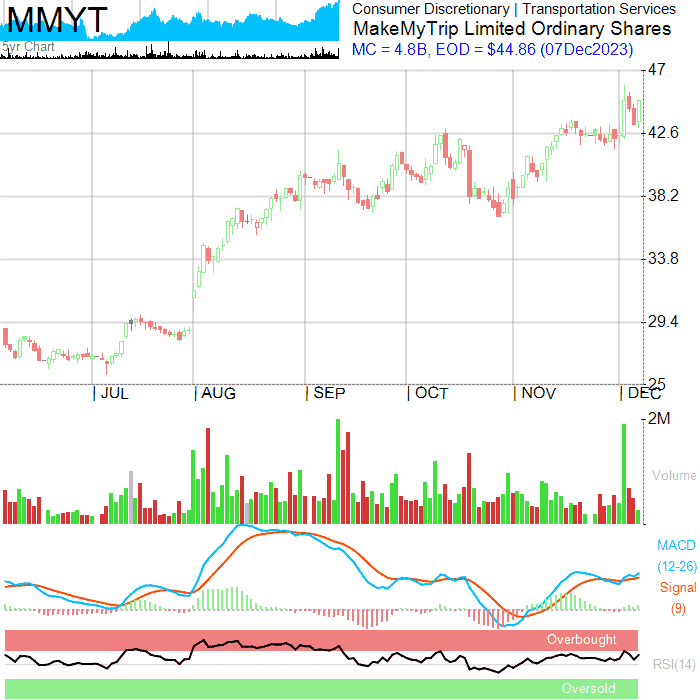 MMYT
5yr Chart
Consumer Discretionary | Transportation Services
MakeMyTrip Limited Ordinary Shares
MC = 4.8B, EOD = $44.86 (07Dec2023)
47
42.6
38.2
33.8
29.4
25
| JUL | AUG | SEP | OCT | NOV | DEC
2M
Volume
MACD
(12-26)
Signal
(9)
Overbought
RSI(14)
Oversold